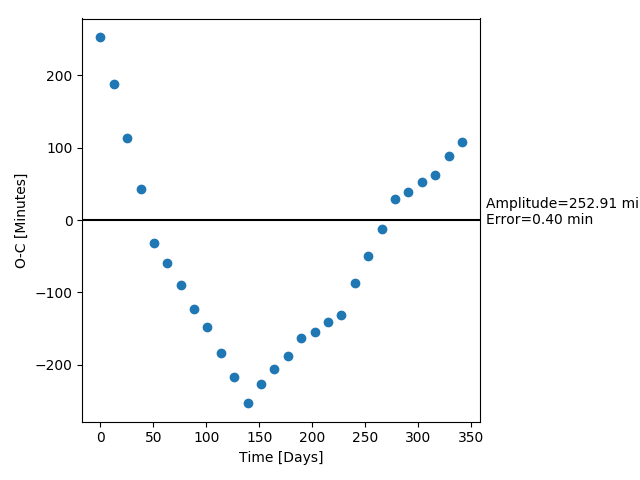 200
100
0
−100
−200
O-C [Minutes]
0 50 100 150 200 250 300 350
Time [Days]
Amplitude=252.91 mi
Error=0.40 min